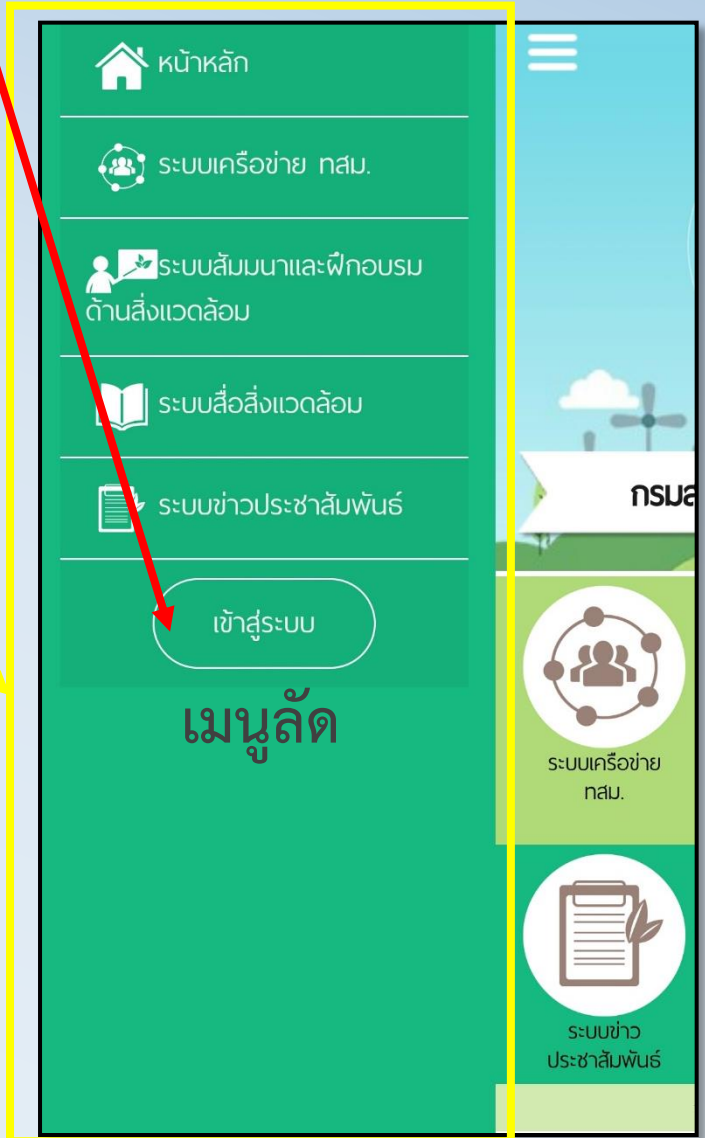 หน้าหลัก
ระบบเครือข่าย ทสม.
ระบบสัมมนาและฝึกอบรม
ด้านสิ่งแวดล้อม
ระบบสื่อสิ่งแวดล้อม
ระบบข่าวประชาสัมพันธ์
เข้าสู่ระบบ
เมนูลัด
ระบบเครือข่าย
ทสม.
ระบบข่าว
ประชาสัมพันธ์